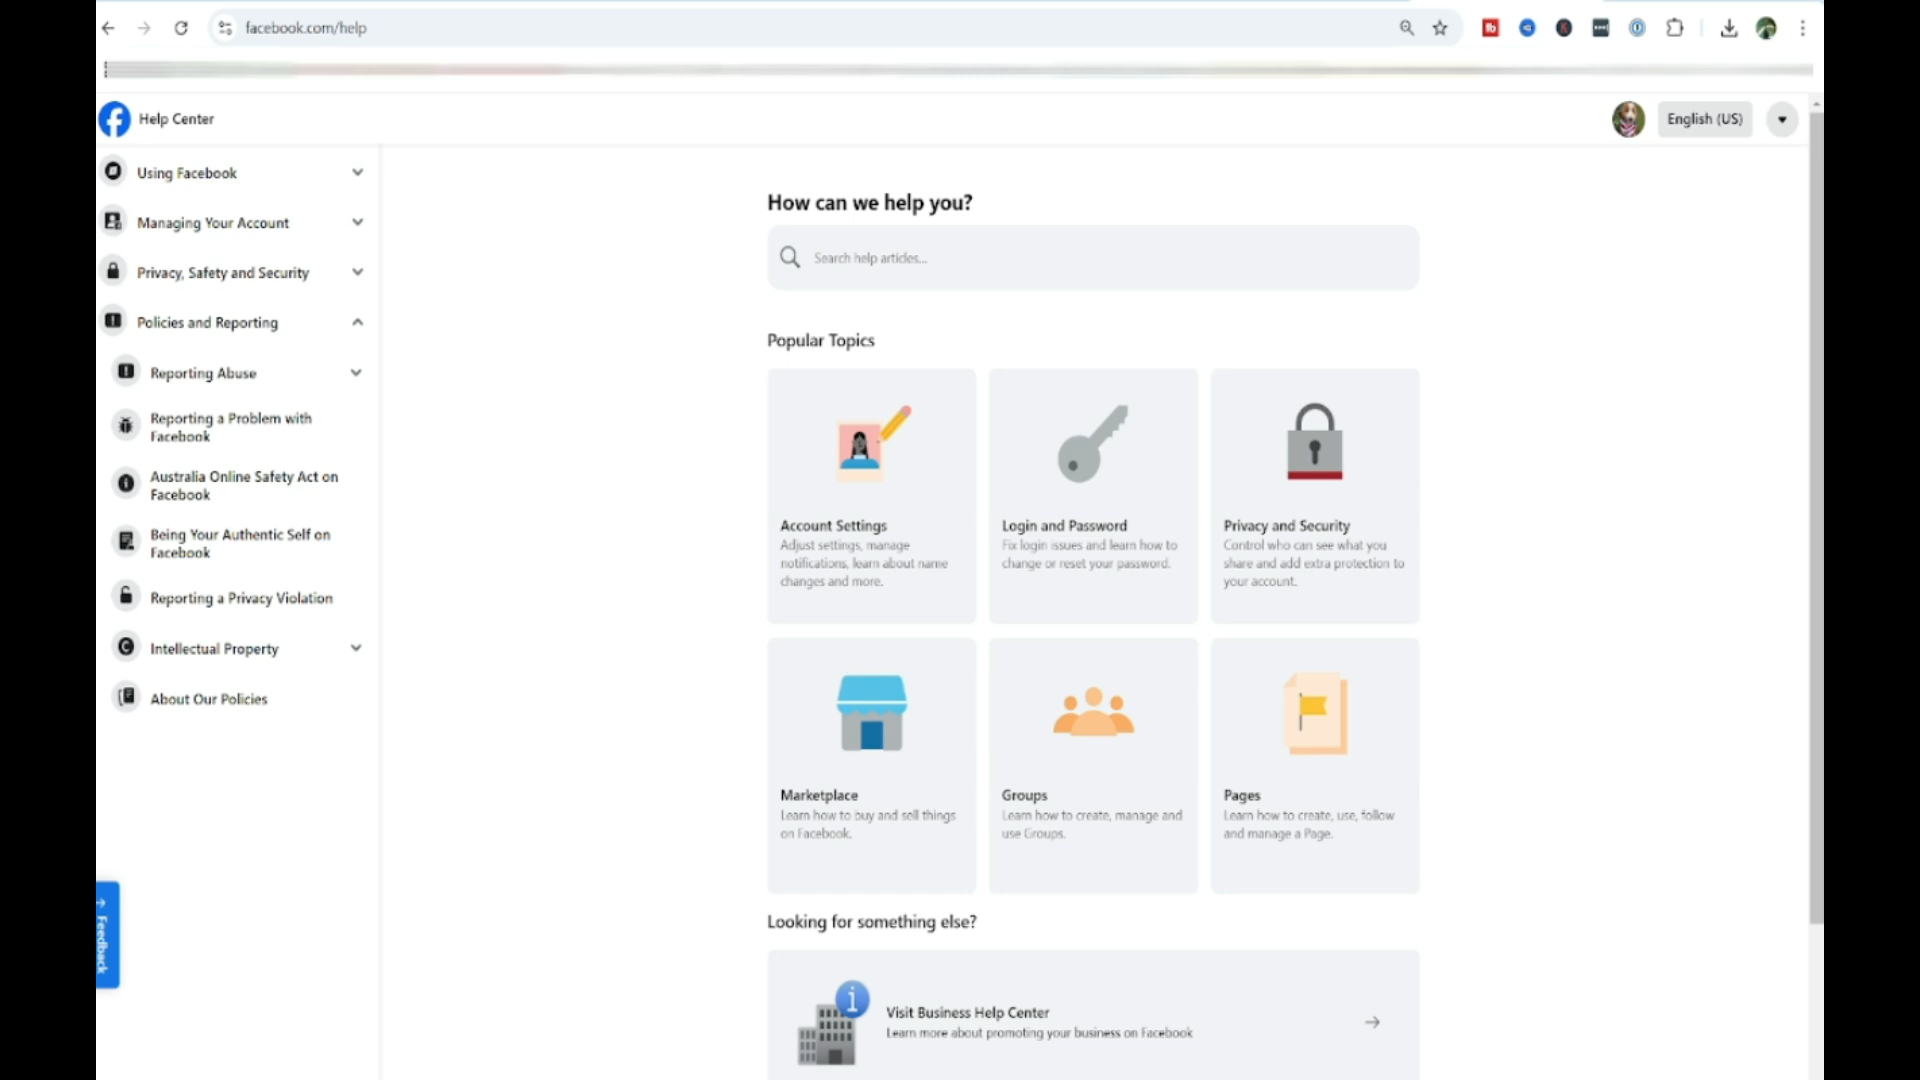 facebook.com/help
Help Center
English (US)
Using Facebook
Managing Your Account
Privacy, Safety and Security
Policies and Reporting
Reporting Abuse
Reporting a Problem with
Facebook
Australia Online Safety Act on
Facebook
Being Your Authentic Self on
Facebook
Reporting a Privacy Violation
Intellectual Property
About Our Policies
Feedback
How can we help you?
Search help articles...
Popular Topics
Account Settings
Adjust settings, manage
notifications, learn about name
changes and more.
Login and Password
Fix login issues and learn how to
change or reset your password.
Privacy and Security
Control who can see what you
share and add extra protection to
your account.
Marketplace
Learn how to buy and sell things
on Facebook.
Groups
Learn how to create, manage and
use Groups.
Pages
Learn how to create, use, follow
and manage a Page.
Looking for something else?
Visit Business Help Center
Learn more about promoting your business on Facebook